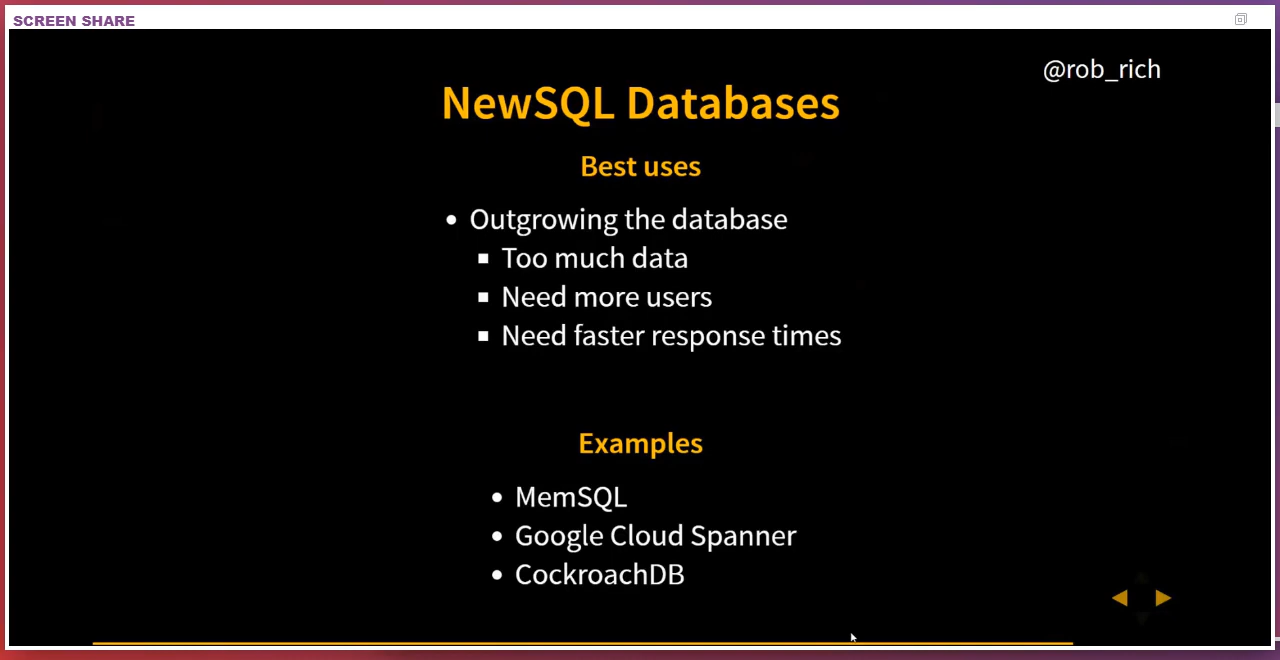 SCREEN SHARE
@rob_rich
NewSQL Databases
Best uses
Outgrowing the database
Too much data
Need more users
Need faster response times
Examples
MemSQL
Google Cloud Spanner
CockroachDB